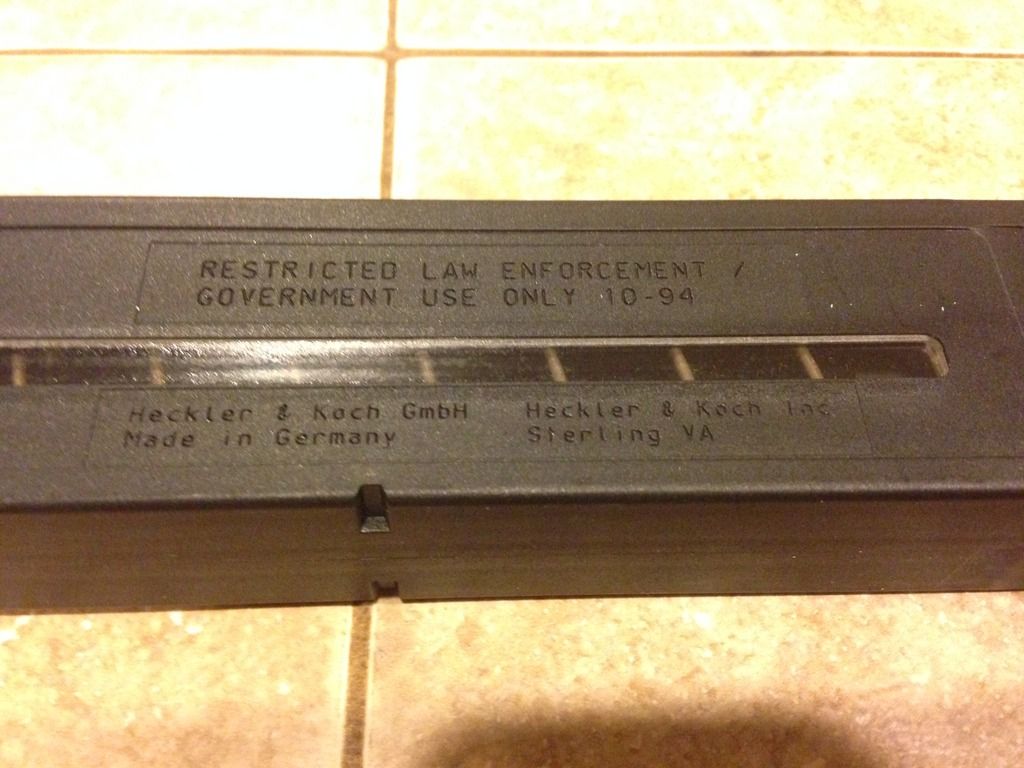 RESTRICTED LAW ENFORCEMENT /
GOVERNMENT USE ONLY 10-94
Heckler & Koch GmbH
Made in Germany
Heckler & Koch Inc
Sterling VA